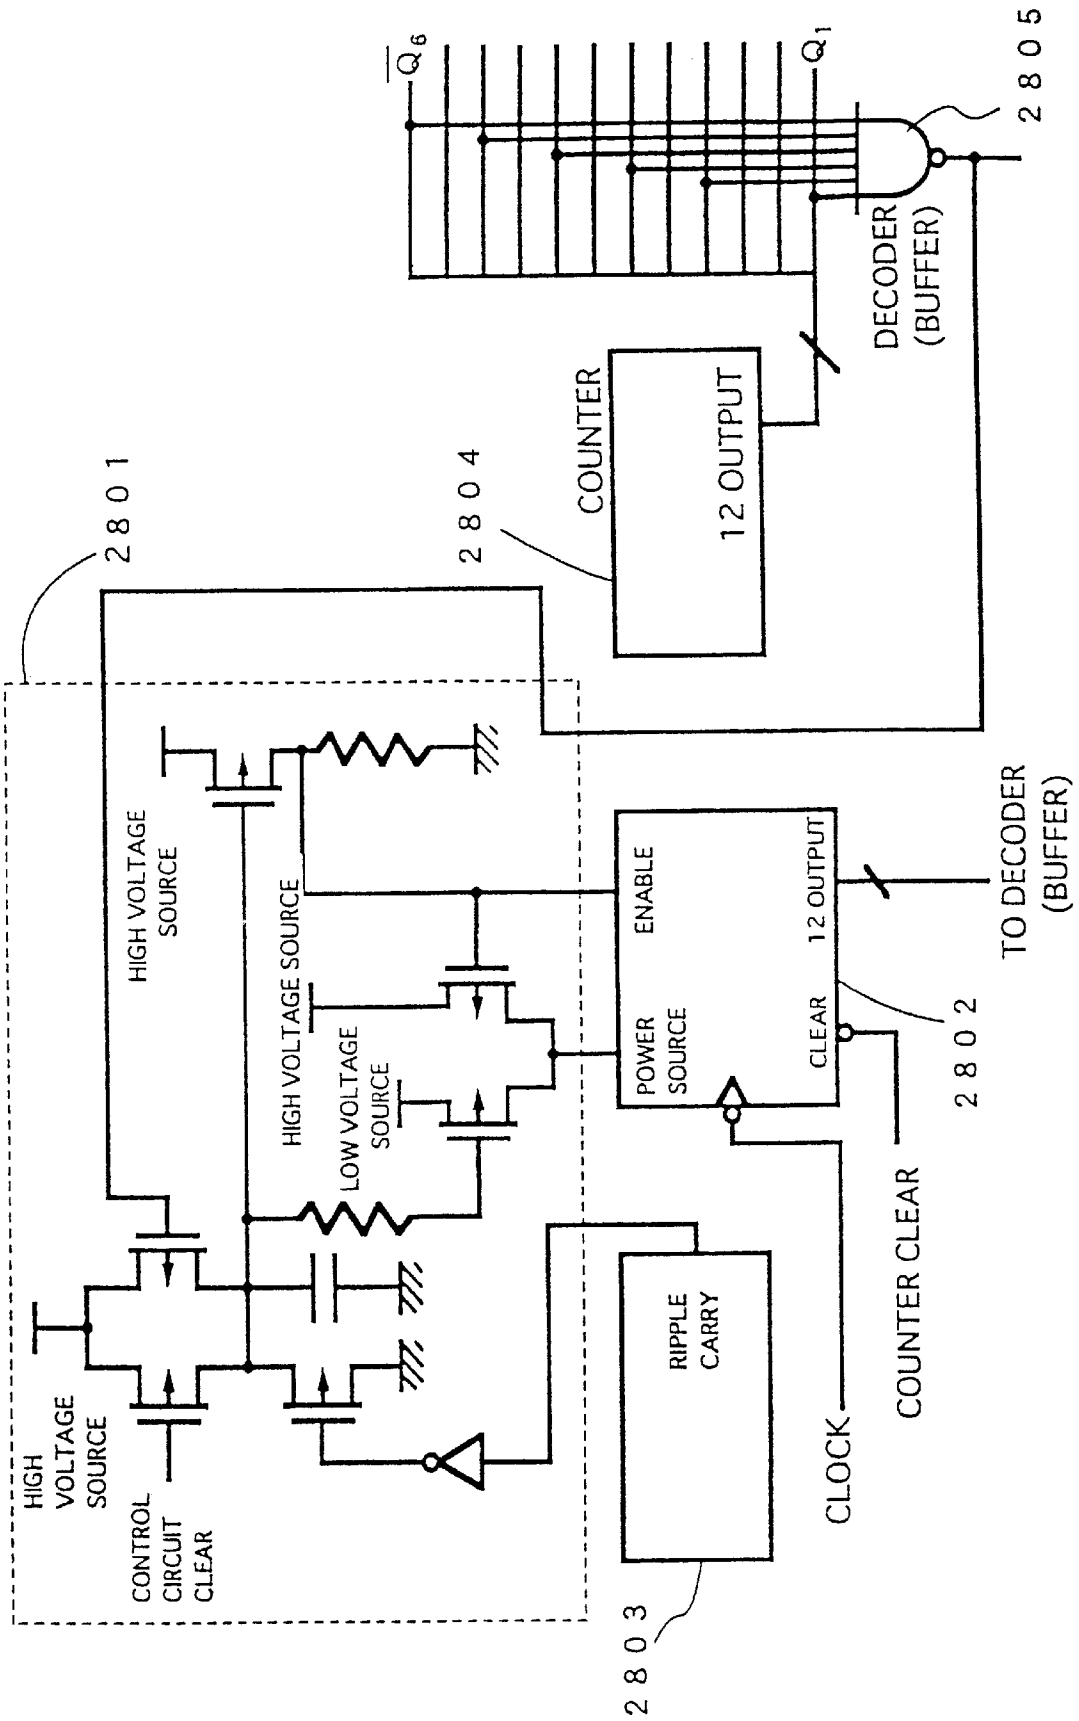 2801
HIGH
VOLTAGE
SOURCE
CONTROL
CIRCUIT
CLEAR
HIGH VOLTAGE
SOURCE
HIGH VOLTAGE SOURCE
LOW VOLTAGE
SOURCE
2803
RIPPLE
CARRY
POWER
SOURCE
ENABLE
CLEAR
12 OUTPUT
2802
CLOCK
COUNTER CLEAR
TO DECODER
(BUFFER)
2804
COUNTER
12 OUTPUT
Q̅6
Q1
DECODER
(BUFFER)
2805